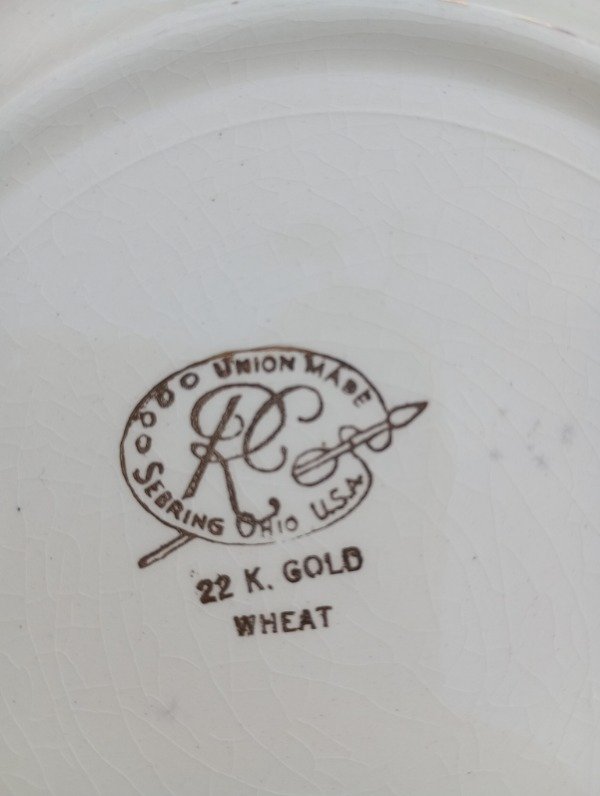 UNION MADE
RC
SEBRING OHIO U.S.A.
22 K. GOLD
WHEAT